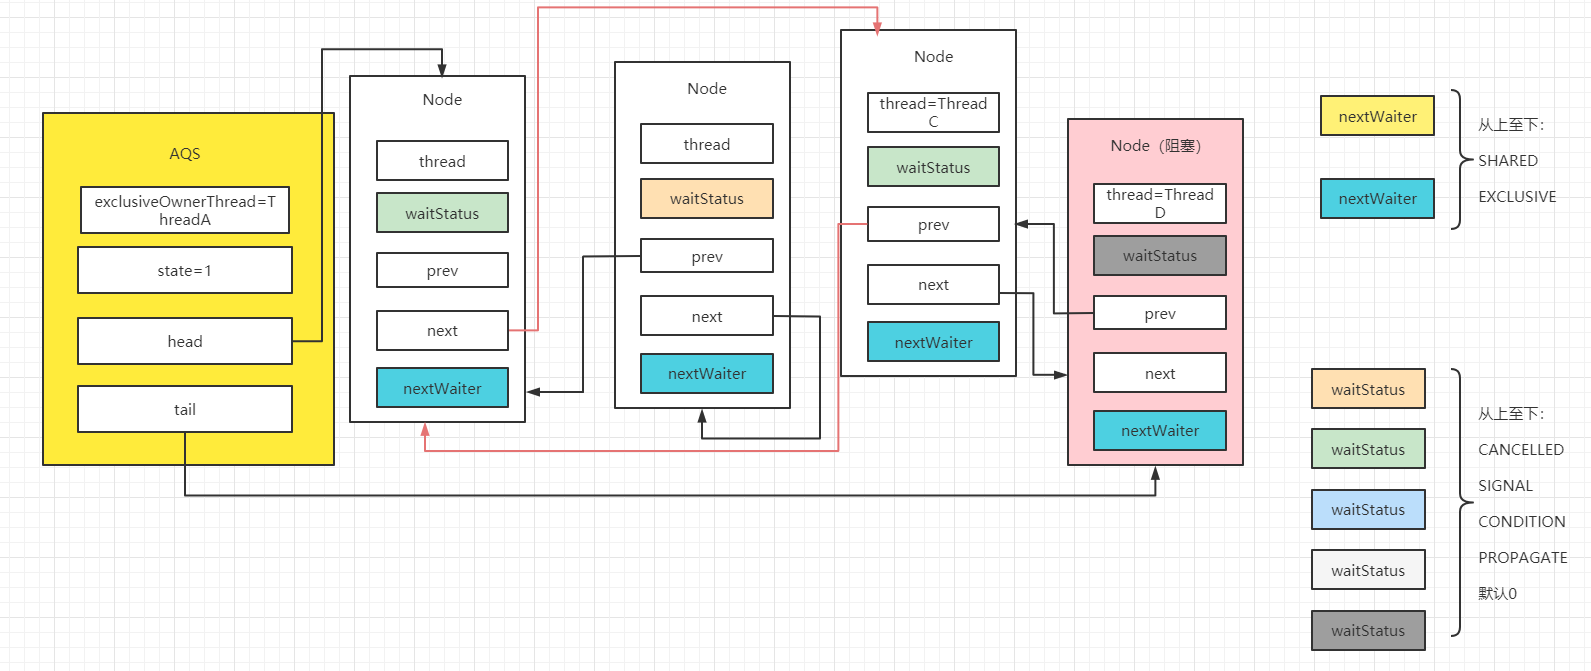 AQS
exclusiveOwnerThread=T
hreadA
state=1
head
tail
Node
thread
waitStatus
prev
next
nextWaiter
Node
thread
waitStatus
prev
next
nextWaiter
Node
thread=Thread
C
waitStatus
prev
next
nextWaiter
Node（阻塞）
thread=Thread
D
waitStatus
prev
next
nextWaiter
nextWaiter
nextWaiter
从上至下：
SHARED
EXCLUSIVE
waitStatus
waitStatus
waitStatus
waitStatus
waitStatus
从上至下：
CANCELLED
SIGNAL
CONDITION
PROPAGATE
默认0